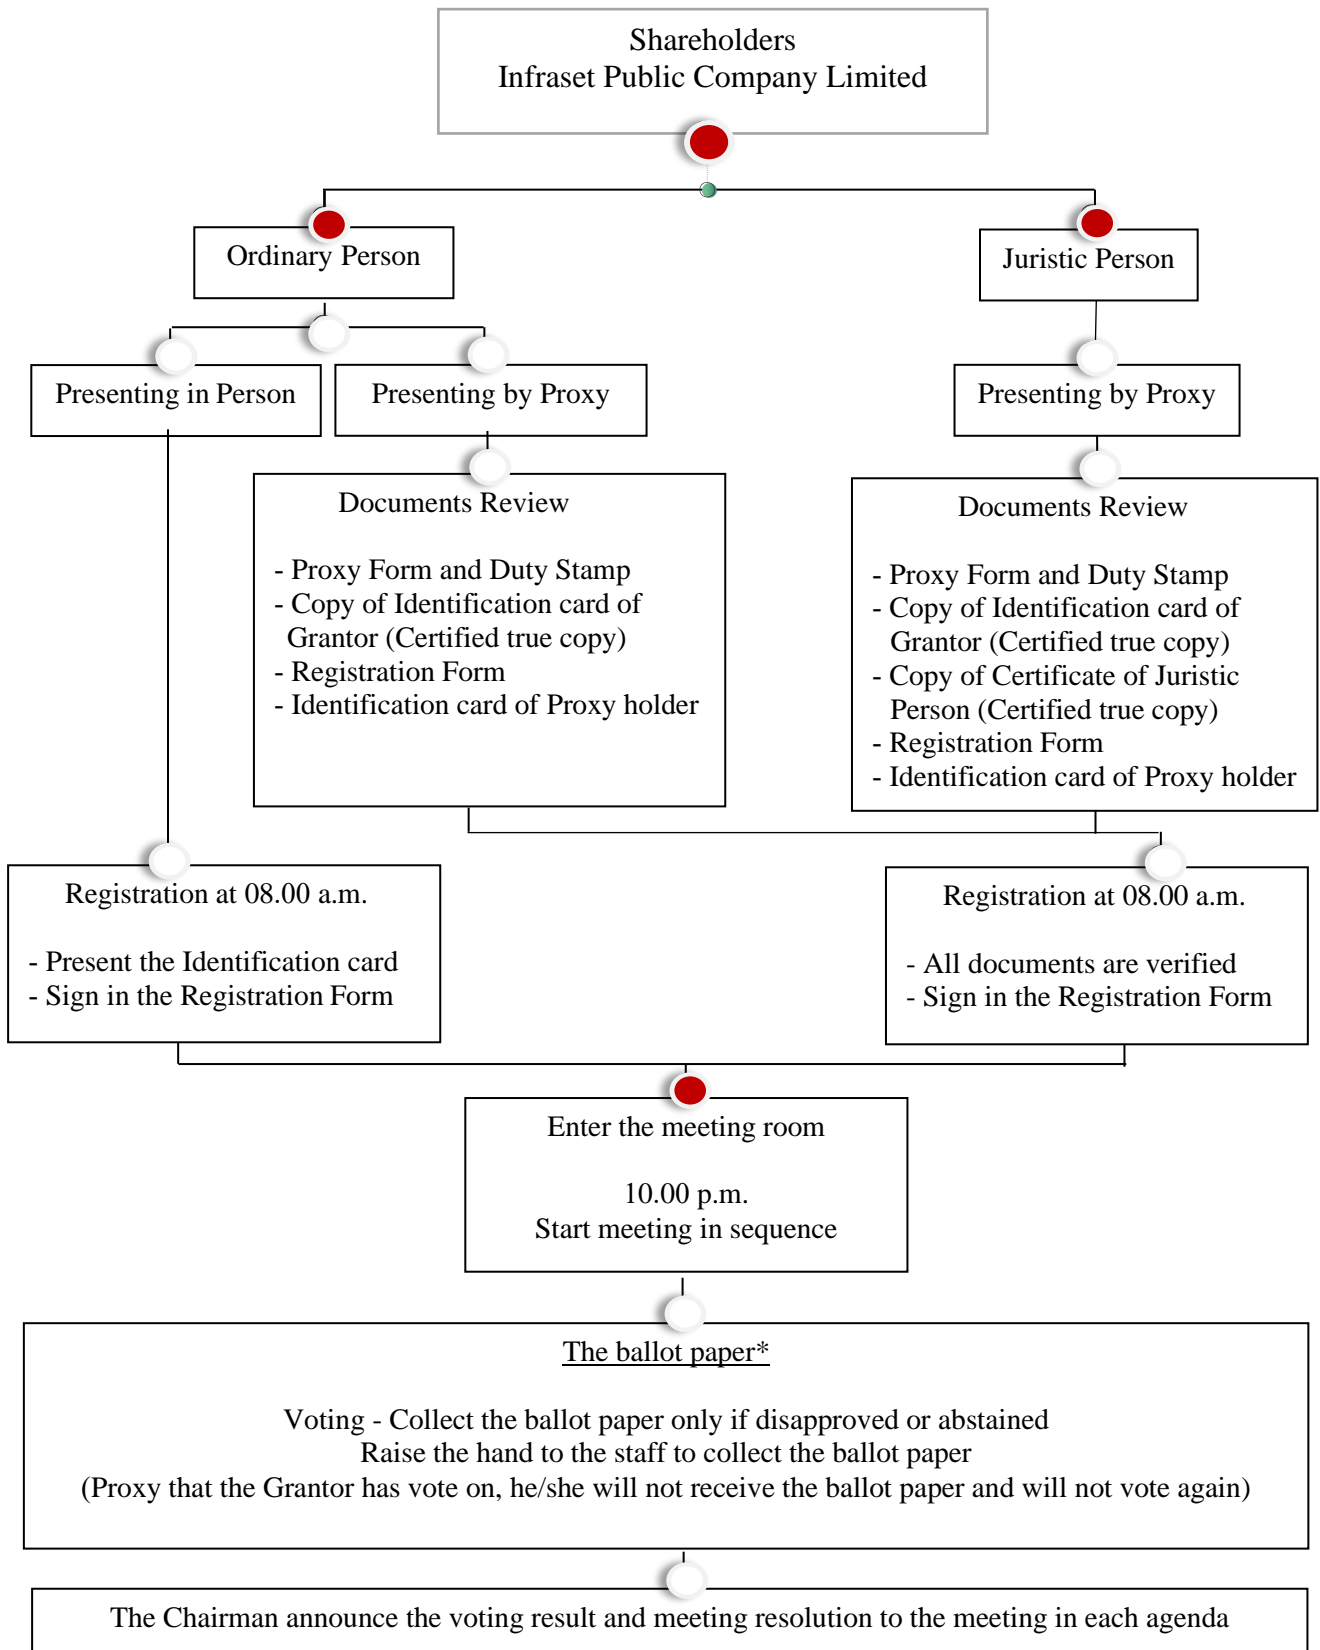 Shareholders
Infraset Public Company Limited
Ordinary Person
Juristic Person
Presenting in Person
Presenting by Proxy
Presenting by Proxy
Documents Review
- Proxy Form and Duty Stamp
- Copy of Identification card of
Grantor (Certified true copy)
- Registration Form
- Identification card of Proxy holder
Documents Review
- Proxy Form and Duty Stamp
- Copy of Identification card of
Grantor (Certified true copy)
- Copy of Certificate of Juristic
Person (Certified true copy)
- Registration Form
- Identification card of Proxy holder
Registration at 08.00 a.m.
- Present the Identification card
- Sign in the Registration Form
Registration at 08.00 a.m.
- All documents are verified
- Sign in the Registration Form
Enter the meeting room
10.00 p.m.
Start meeting in sequence
The ballot paper*
Voting - Collect the ballot paper only if disapproved or abstained
Raise the hand to the staff to collect the ballot paper
(Proxy that the Grantor has vote on, he/she will not receive the ballot paper and will not vote again)
The Chairman announce the voting result and meeting resolution to the meeting in each agenda